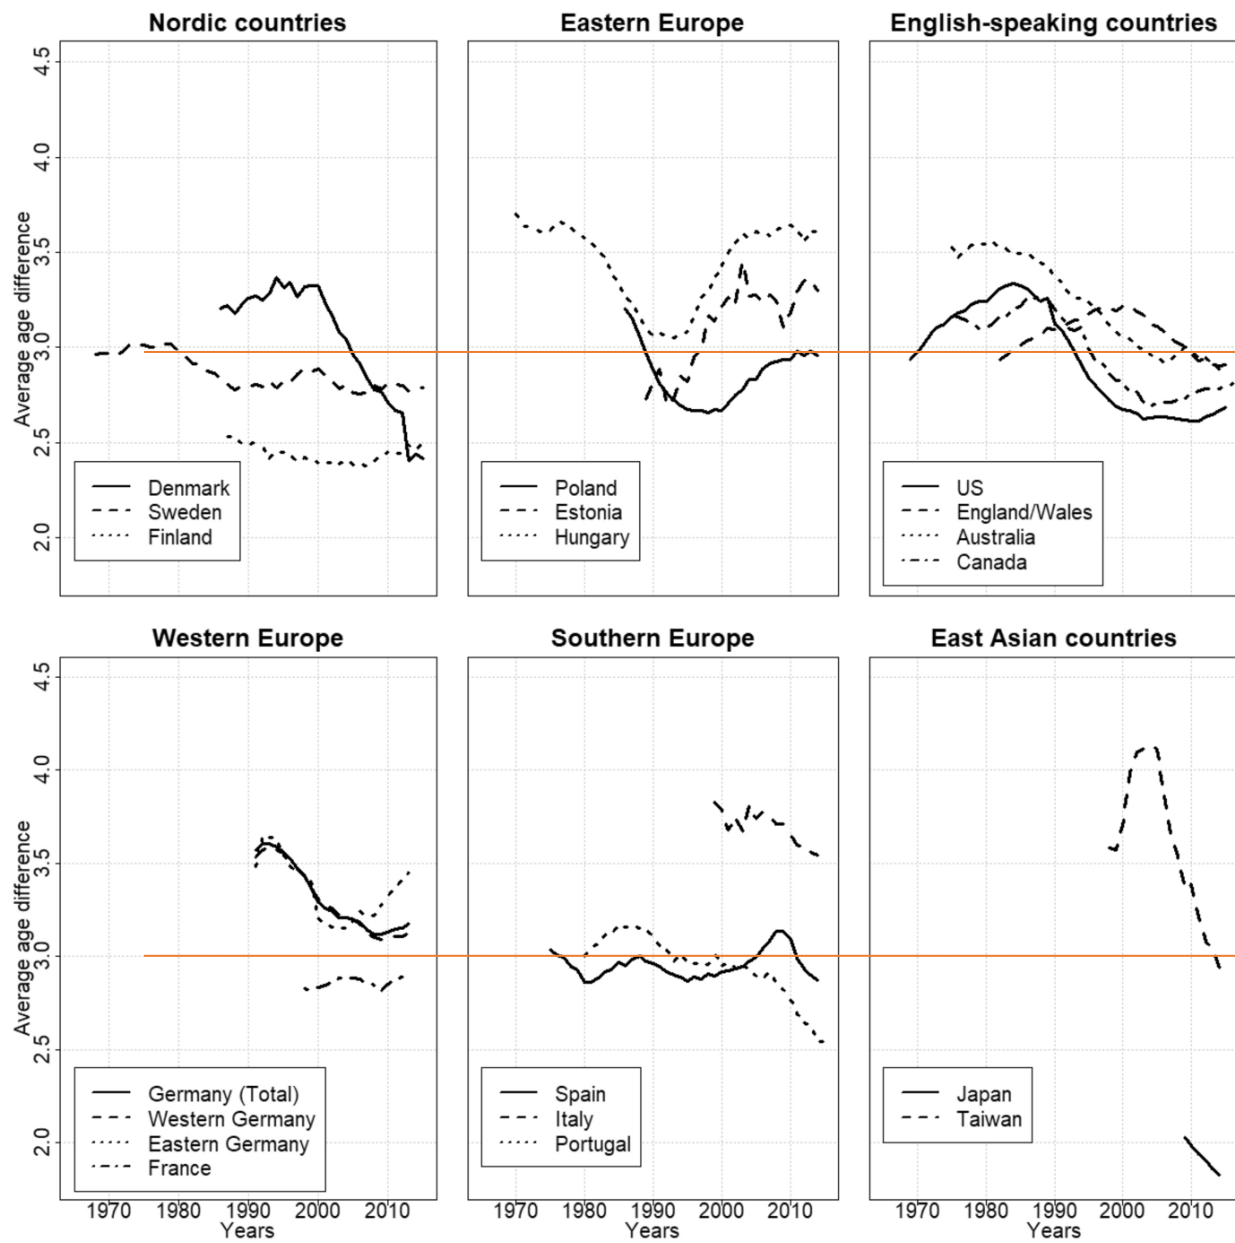 Nordic countries
Eastern Europe
English-speaking countries
Average age difference
4.5
4.0
3.5
3.0
2.5
2.0
Denmark
Sweden
Finland
Poland
Estonia
Hungary
US
England/Wales
Australia
Canada
Western Europe
Southern Europe
East Asian countries
Average age difference
4.5
4.0
3.5
3.0
2.5
2.0
Germany (Total)
Western Germany
Eastern Germany
France
Spain
Italy
Portugal
Japan
Taiwan
1970 1980 1990 2000 2010
Years
1970 1980 1990 2000 2010
Years
1970 1980 1990 2000 2010
Years